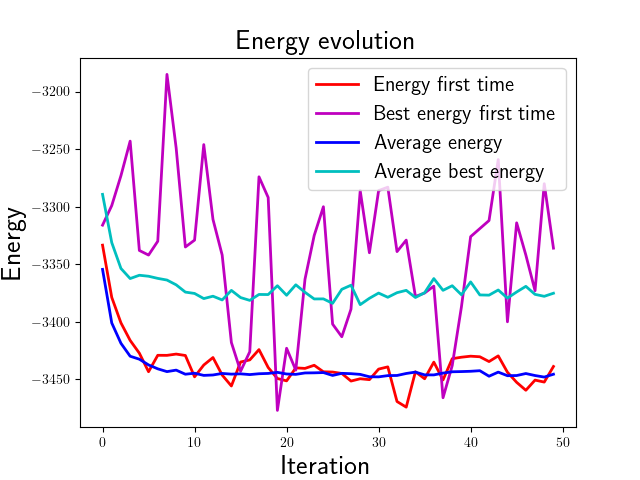 Energy evolution
Energy first time
Best energy first time
Average energy
Average best energy
−3200
−3250
−3300
−3350
−3400
−3450
Energy
0 10 20 30 40 50
Iteration